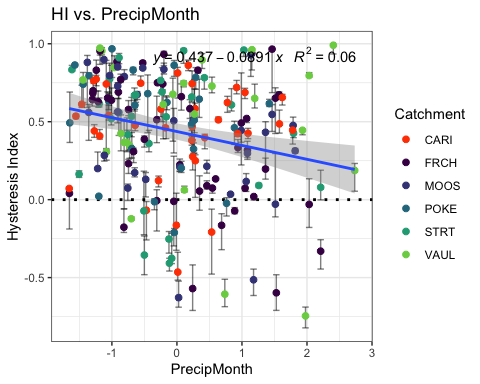 HI vs. PrecipMonth
y = 0.437 − 0.0891 x R² = 0.06
1.0
0.5
0.0
-0.5
Hysteresis Index
-1 0 1 2 3
PrecipMonth
Catchment
CARI
FRCH
MOOS
POKE
STRT
VAUL